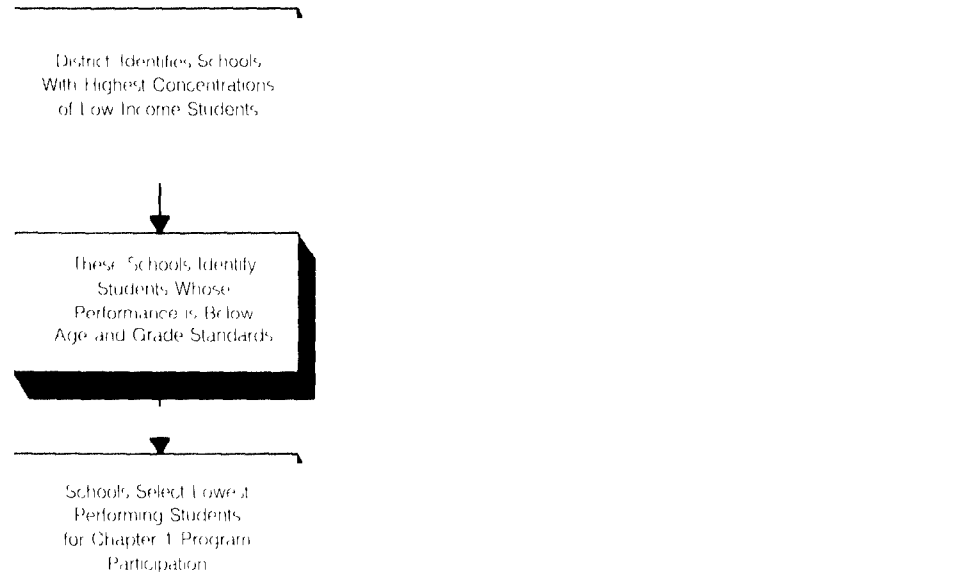 District Identifies Schools
With Highest Concentrations
of Low Income Students
These Schools Identify
Students Whose
Performance is Below
Age and Grade Standards
Schools Select Lowest
Performing Students
for Chapter 1 Program
Participation